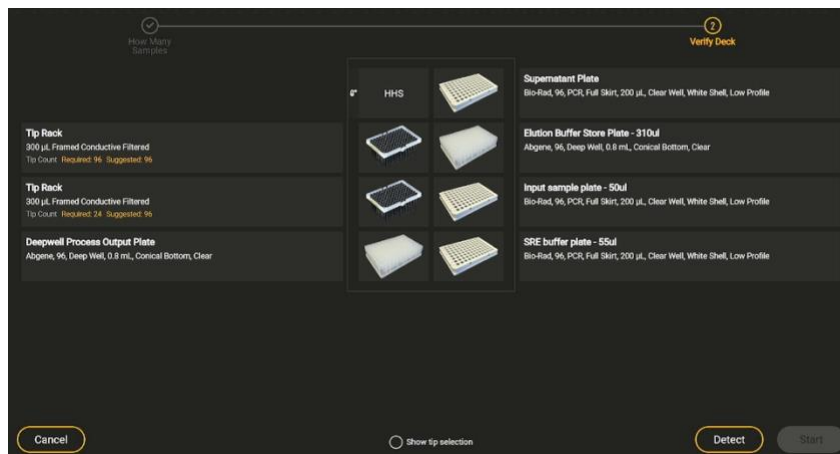 How Many
Samples
2
Verify Deck
HHS
Supernatant Plate
Bio-Rad, 96, PCR, Full Skirt, 200 µL, Clear Well, White Shell, Low Profile
Tip Rack
300 µL Framed Conductive Filtered
Tip Count Required: 96 Suggested: 96
Elution Buffer Store Plate - 310ul
Abgene, 96, Deep Well, 0.8 mL, Conical Bottom, Clear
Tip Rack
300 µL Framed Conductive Filtered
Tip Count Required: 24 Suggested: 96
Input sample plate - 50ul
Bio-Rad, 96, PCR, Full Skirt, 200 µL, Clear Well, White Shell, Low Profile
Deepwell Process Output Plate
Abgene, 96, Deep Well, 0.8 mL, Conical Bottom, Clear
SRE buffer plate - 55ul
Bio-Rad, 96, PCR, Full Skirt, 200 µL, Clear Well, White Shell, Low Profile
Cancel
Show tip selection
Detect
Start